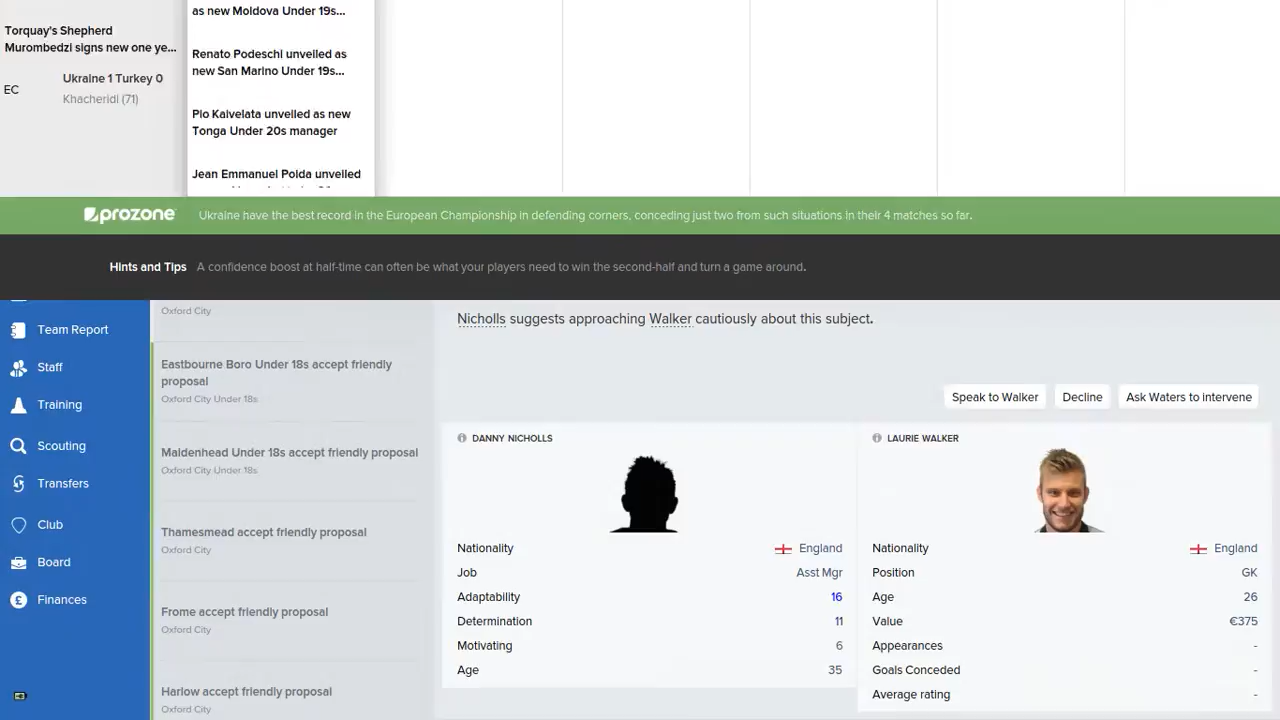 as new Moldova Under 19s...
Torquay's Shepherd
Murombedzi signs new one ye...
Renato Podeschi unveiled as
new San Marino Under 19s...
EC
Ukraine 1 Turkey 0
Khacheridi (71)
Pio Kaivelata unveiled as new
Tonga Under 20s manager
Jean Emmanuel Poida unveiled
prozone
Ukraine have the best record in the European Championship in defending corners, conceding just two from such situations in their 4 matches so far.
Hints and Tips A confidence boost at half-time can often be what your players need to win the second-half and turn a game around.
Team Report
Staff
Training
Scouting
Transfers
Club
Board
Finances
Oxford City
Eastbourne Boro Under 18s accept friendly
proposal
Oxford City Under 18s
Maidenhead Under 18s accept friendly proposal
Oxford City Under 18s
Thamesmead accept friendly proposal
Oxford City
Frome accept friendly proposal
Oxford City
Harlow accept friendly proposal
Oxford City
Nicholls suggests approaching Walker cautiously about this subject.
Speak to Walker
Decline
Ask Waters to intervene
DANNY NICHOLLS
Nationality England
Job Asst Mgr
Adaptability 16
Determination 11
Motivating 6
Age 35
LAURIE WALKER
Nationality England
Position GK
Age 26
Value €375
Appearances -
Goals Conceded -
Average rating -